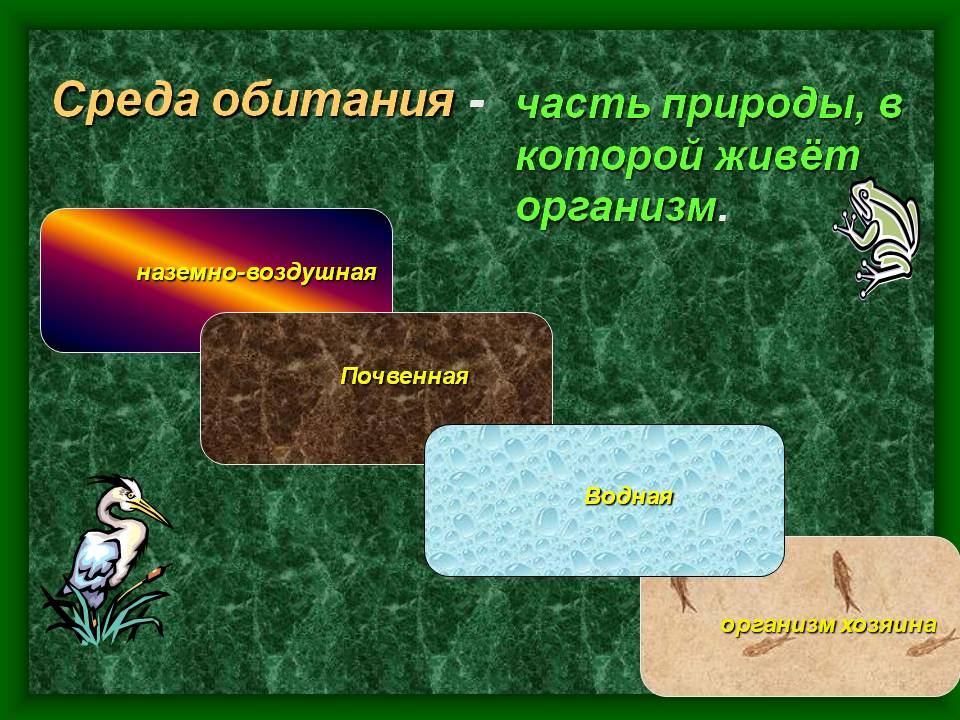 Среда обитания -
часть природы, в
которой живёт
организм.
наземно-воздушная
Почвенная
Водная
организм хозяина